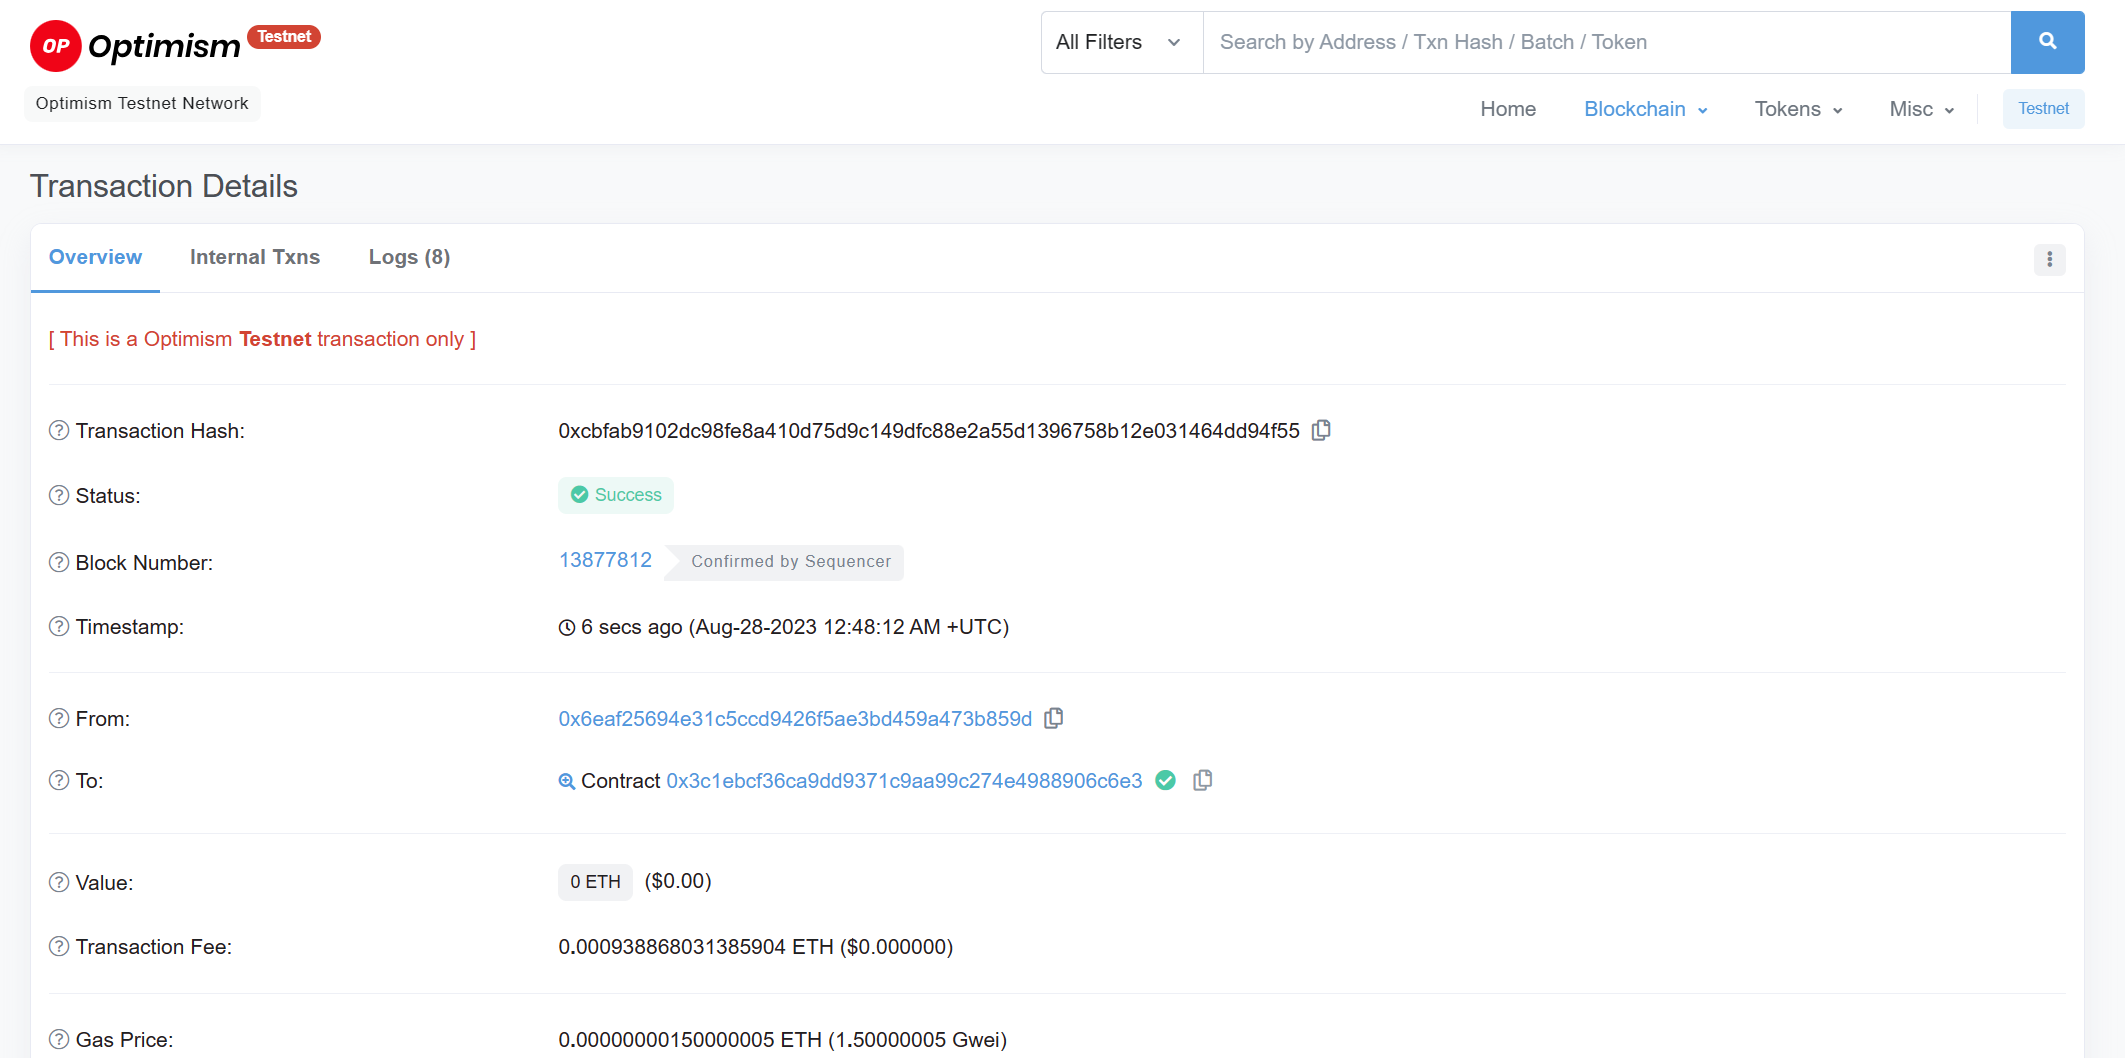 OP Optimism Testnet
All Filters
Search by Address / Txn Hash / Batch / Token
Optimism Testnet Network
Home Blockchain Tokens Misc Testnet
Transaction Details
Overview Internal Txns Logs (8)
[ This is a Optimism Testnet transaction only ]
Transaction Hash: 0xcbfab9102dc98fe8a410d75d9c149dfc88e2a55d1396758b12e031464dd94f55
Status: Success
Block Number: 13877812 Confirmed by Sequencer
Timestamp: 6 secs ago (Aug-28-2023 12:48:12 AM +UTC)
From: 0x6eaf25694e31c5ccd9426f5ae3bd459a473b859d
To: Contract 0x3c1ebcf36ca9dd9371c9aa99c274e4988906c6e3
Value: 0 ETH ($0.00)
Transaction Fee: 0.000938868031385904 ETH ($0.000000)
Gas Price: 0.00000000150000005 ETH (1.50000005 Gwei)